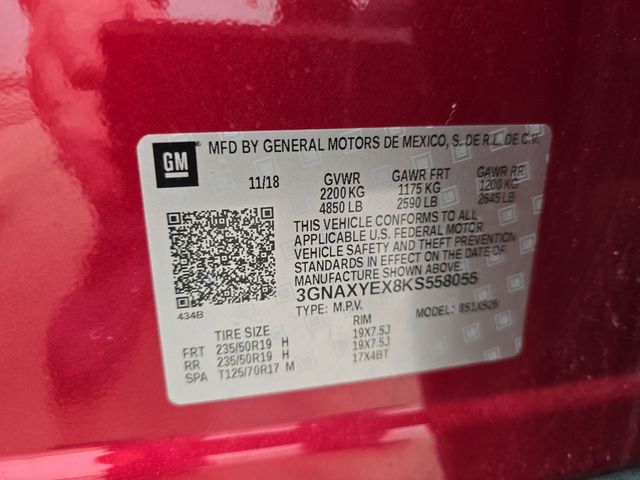 GM MFD BY GENERAL MOTORS DE MEXICO, S. DE R.L. DE C.V.
11/18 GVWR GAWR FRT GAWR RR
2200 KG 1175 KG 1200 KG
4850 LB 2590 LB 2645 LB
THIS VEHICLE CONFORMS TO ALL
APPLICABLE U.S. FEDERAL MOTOR
VEHICLE SAFETY AND THEFT PREVENTION
STANDARDS IN EFFECT ON THE DATE OF
MANUFACTURE SHOWN ABOVE.
3GNAXYEX8KS558055
434B TYPE: M.P.V. MODEL: 851XS26
TIRE SIZE RIM
FRT 235/50R19 H 19X7.5J
RR 235/50R19 H 19X7.5J
SPA T125/70R17 M 17X4BT